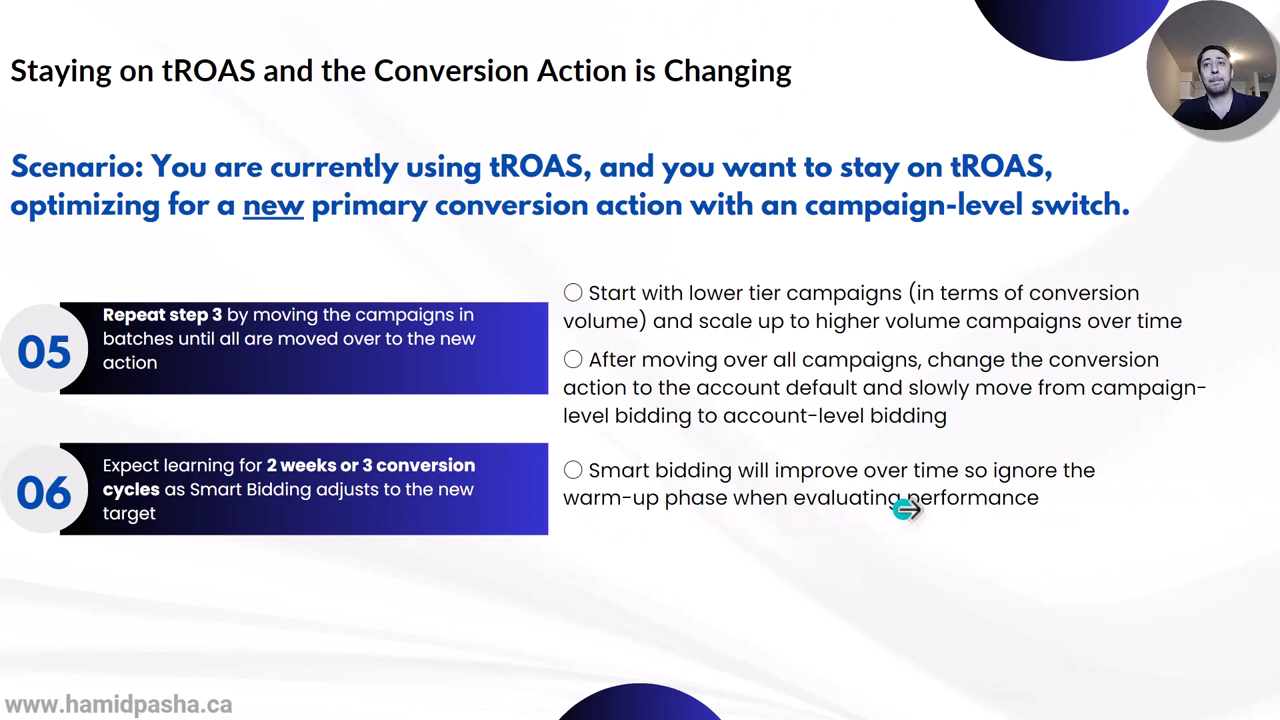 Staying on tROAS and the Conversion Action is Changing
Scenario: You are currently using tROAS, and you want to stay on tROAS,
optimizing for a new primary conversion action with an campaign-level switch.
05
Repeat step 3 by moving the campaigns in
batches until all are moved over to the new
action
○ Start with lower tier campaigns (in terms of conversion
volume) and scale up to higher volume campaigns over time
○ After moving over all campaigns, change the conversion
action to the account default and slowly move from campaign-
level bidding to account-level bidding
06
Expect learning for 2 weeks or 3 conversion
cycles as Smart Bidding adjusts to the new
target
○ Smart bidding will improve over time so ignore the
warm-up phase when evaluating performance
www.hamidpasha.ca